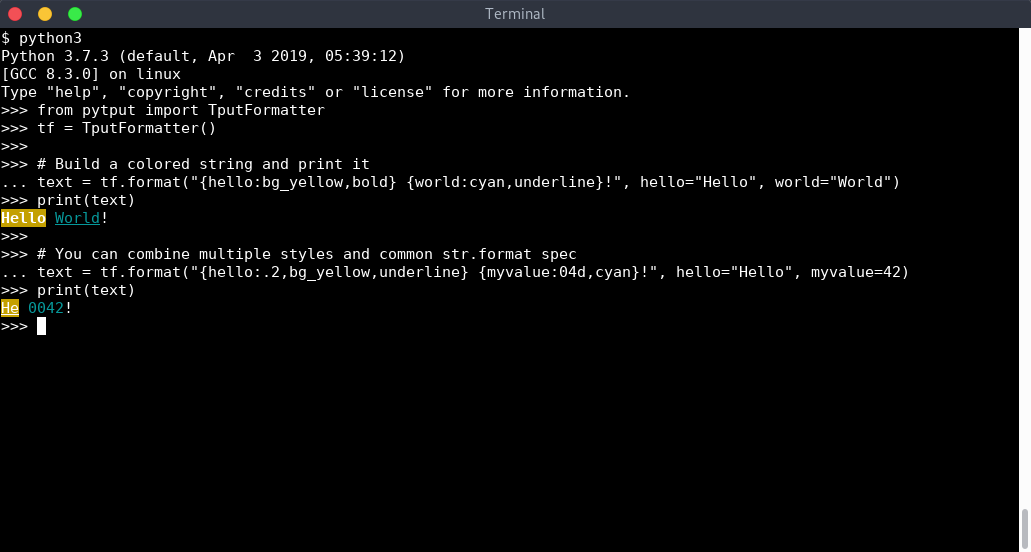 Terminal
$ python3
Python 3.7.3 (default, Apr  3 2019, 05:39:12)
[GCC 8.3.0] on linux
Type "help", "copyright", "credits" or "license" for more information.
>>> from pytput import TputFormatter
>>> tf = TputFormatter()
>>>
>>> # Build a colored string and print it
... text = tf.format("{hello:bg_yellow,bold} {world:cyan,underline}!", hello="Hello", world="World")
>>> print(text)
Hello World!
>>>
>>> # You can combine multiple styles and common str.format spec
... text = tf.format("{hello:.2,bg_yellow,underline} {myvalue:04d,cyan}!", hello="Hello", myvalue=42)
>>> print(text)
He 0042!
>>>